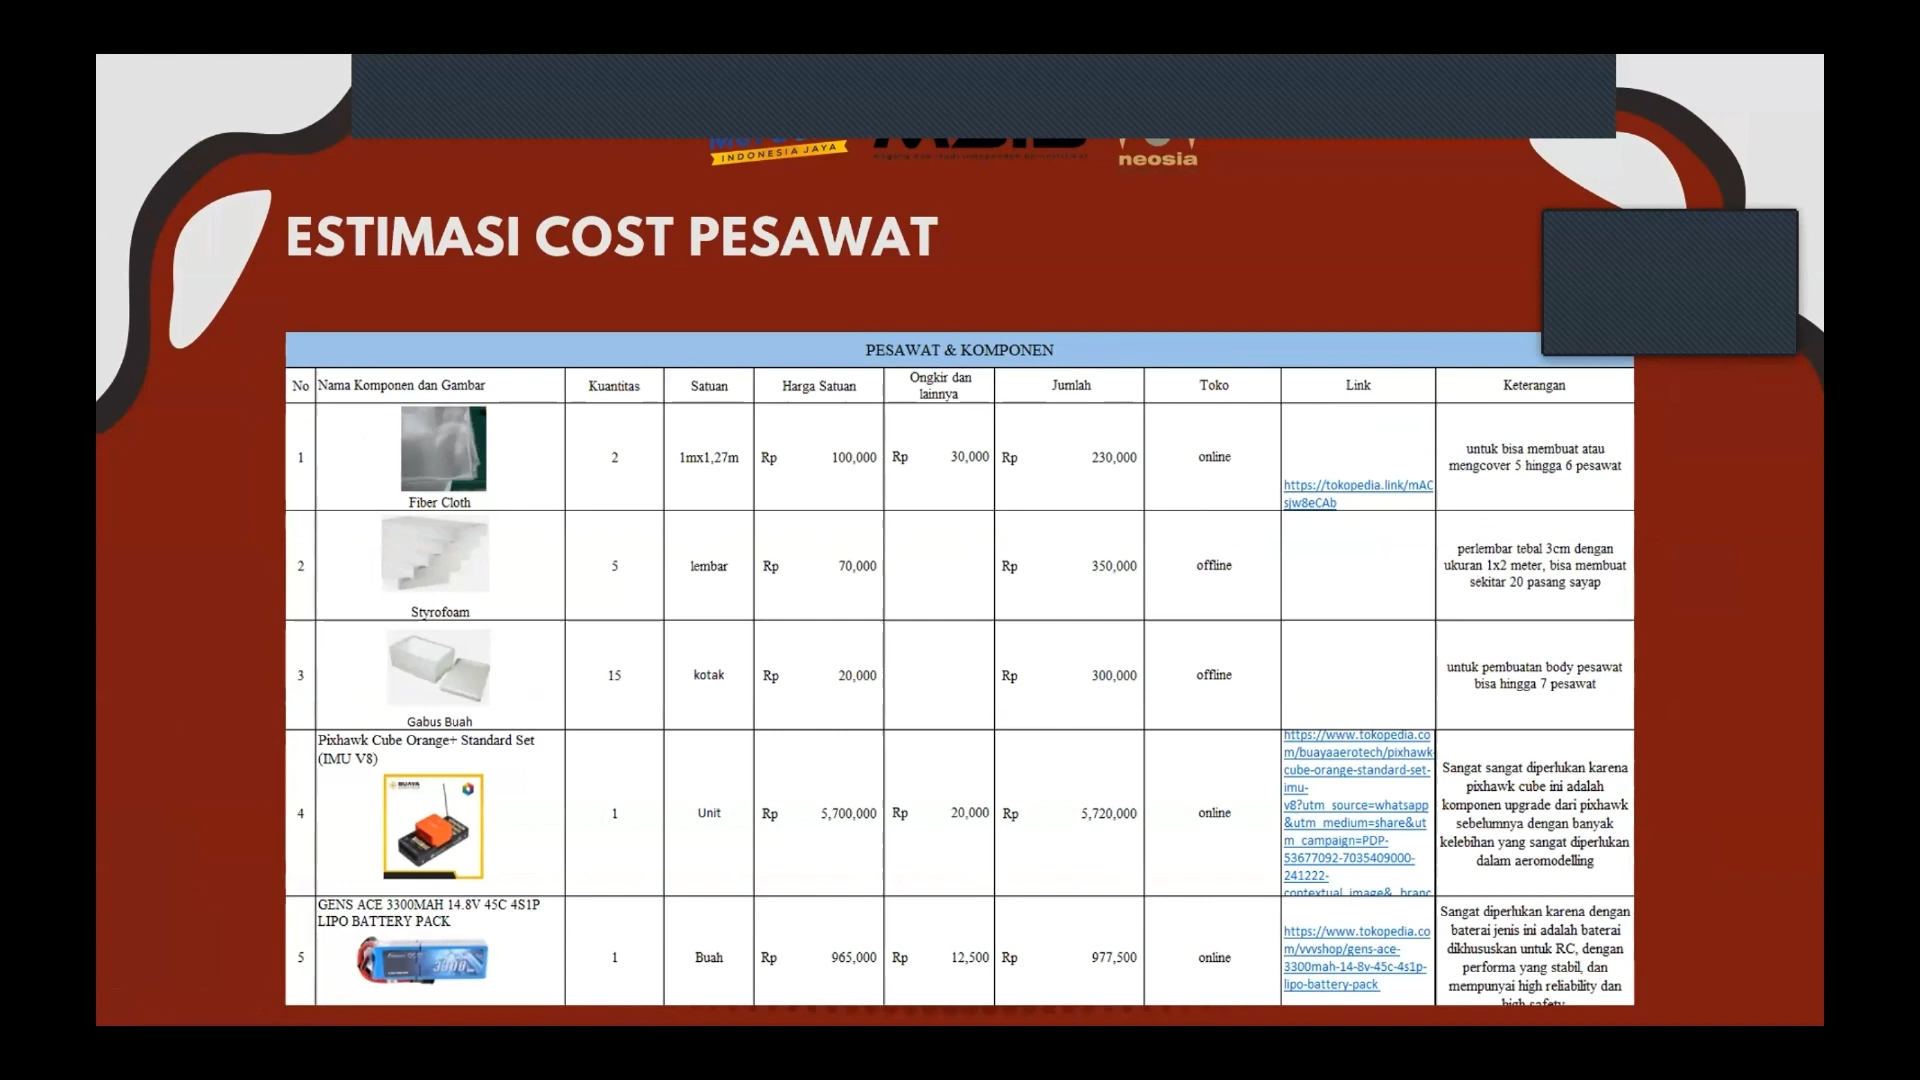 INDONESIA JAYA
neosia
ESTIMASI COST PESAWAT
PESAWAT & KOMPONEN
No Nama Komponen dan Gambar Kuantitas Satuan Harga Satuan Ongkir dan lainnya Jumlah Toko Link Keterangan
1 Fiber Cloth 2 1mx1,27m Rp 100,000 Rp 30,000 Rp 230,000 online
https://tokopedia.link/mAC
sjw8eCAb
untuk bisa membuat atau
mengcover 5 hingga 6 pesawat
2 Styrofoam 5 lembar Rp 70,000 Rp 350,000 offline
perlembar tebal 3cm dengan
ukuran 1x2 meter, bisa membuat
sekitar 20 pasang sayap
3 Gabus Buah 15 kotak Rp 20,000 Rp 300,000 offline
untuk pembuatan body pesawat
bisa hingga 7 pesawat
Pixhawk Cube Orange+ Standard Set
(IMU V8)
BUAYA
4 1 Unit Rp 5,700,000 Rp 20,000 Rp 5,720,000 online
https://www.tokopedia.co
m/buayaaerotech/pixhawk-
cube-orange-standard-set-
imu-
v8?utm_source=whatsapp
&utm_medium=share&ut
m_campaign=PDP-
53677092-7035409000-
241222-
contextual_image&_branc
Sangat sangat diperlukan karena
pixhawk cube ini adalah
komponen upgrade dari pixhawk
sebelumnya dengan banyak
kelebihan yang sangat diperlukan
dalam aeromodelling
GENS ACE 3300MAH 14.8V 45C 4S1P
LIPO BATTERY PACK
3300
5 1 Buah Rp 965,000 Rp 12,500 Rp 977,500 online
https://www.tokopedia.co
m/vvvshop/gens-ace-
3300mah-14-8v-45c-4s1p-
lipo-battery-pack
Sangat diperlukan karena dengan
baterai jenis ini adalah baterai
dikhususkan untuk RC, dengan
performa yang stabil, dan
mempunyai high reliability dan
high safety